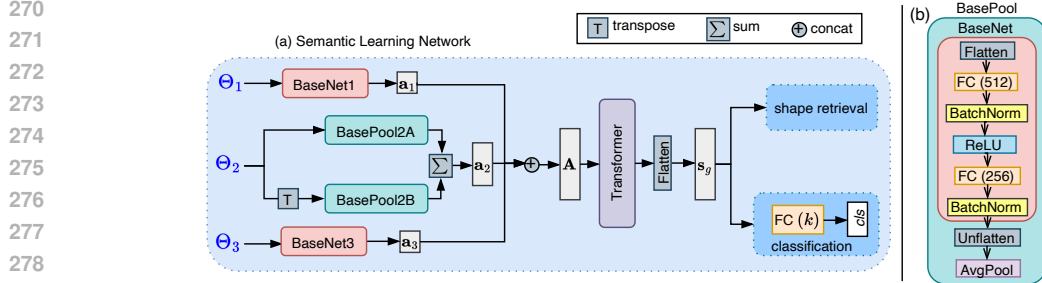 270
271
272
273
274
275
276
277
278
T transpose ∑ sum ⊕ concat
(a) Semantic Learning Network
Θ₁ BaseNet1 a₁
Θ₂ BasePool2A
T BasePool2B
∑ a₂
Θ₃ BaseNet3 a₃
⊕ A Transformer Flatten s_g
shape retrieval
FC (k) cls
classification
(b) BasePool
BaseNet
Flatten
FC (512)
BatchNorm
ReLU
FC (256)
BatchNorm
Unflatten
AvgPool